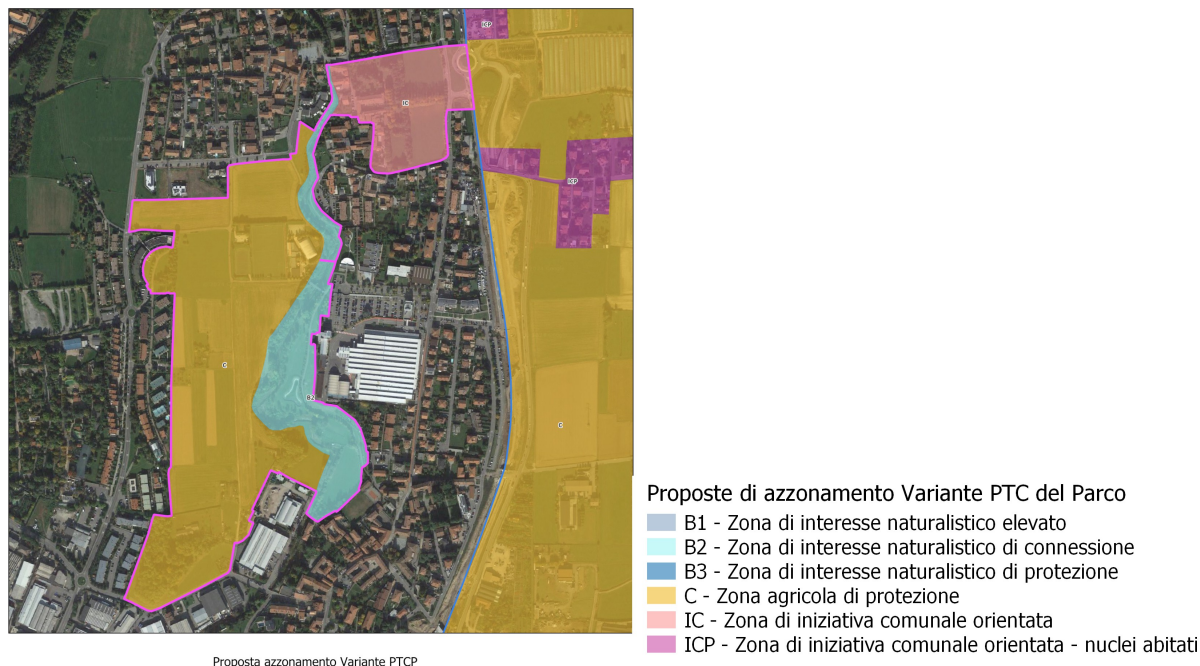 ICP
IC
ICP
C
B2
C
Proposte di azzonamento Variante PTC del Parco
B1 - Zona di interesse naturalistico elevato
B2 - Zona di interesse naturalistico di connessione
B3 - Zona di interesse naturalistico di protezione
C - Zona agricola di protezione
IC - Zona di iniziativa comunale orientata
ICP - Zona di iniziativa comunale orientata - nuclei abitati
Proposta azzonamento Variante PTCP